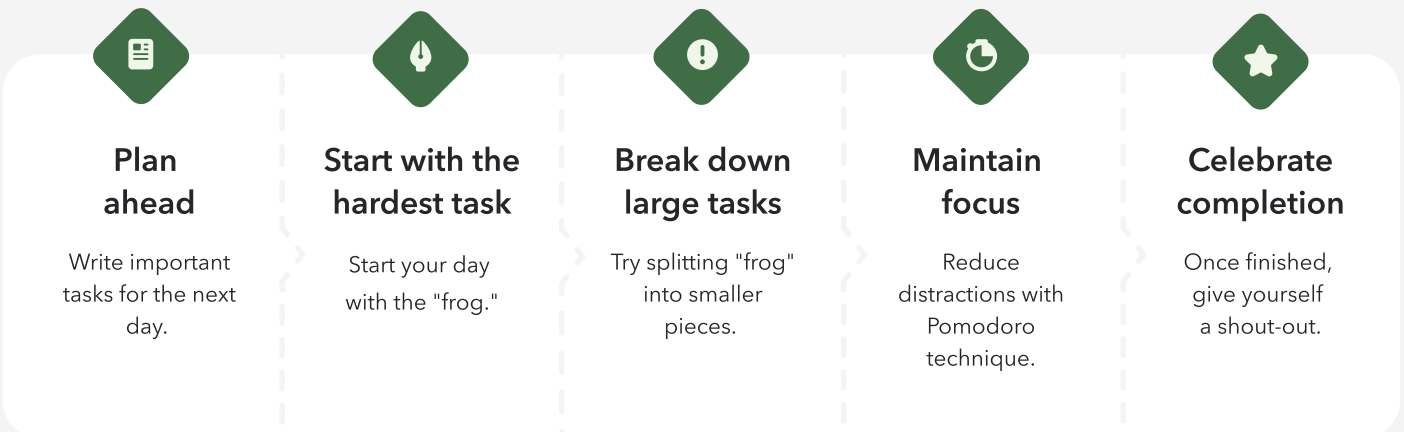 Plan
ahead
Write important
tasks for the next
day.
Start with the
hardest task
Start your day
with the "frog."
Break down
large tasks
Try splitting "frog"
into smaller
pieces.
Maintain
focus
Reduce
distractions with
Pomodoro
technique.
Celebrate
completion
Once finished,
give yourself
a shout-out.